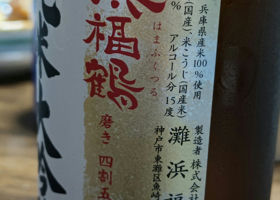 兵庫県産米100%使用
(国産)、米こうじ(国産米)
% アルコール分 15度
浜福鶴
はまふくつる
磨き 四割五
製造者 株式会
灘浜福
神戸市東灘区魚崎
米 大吟